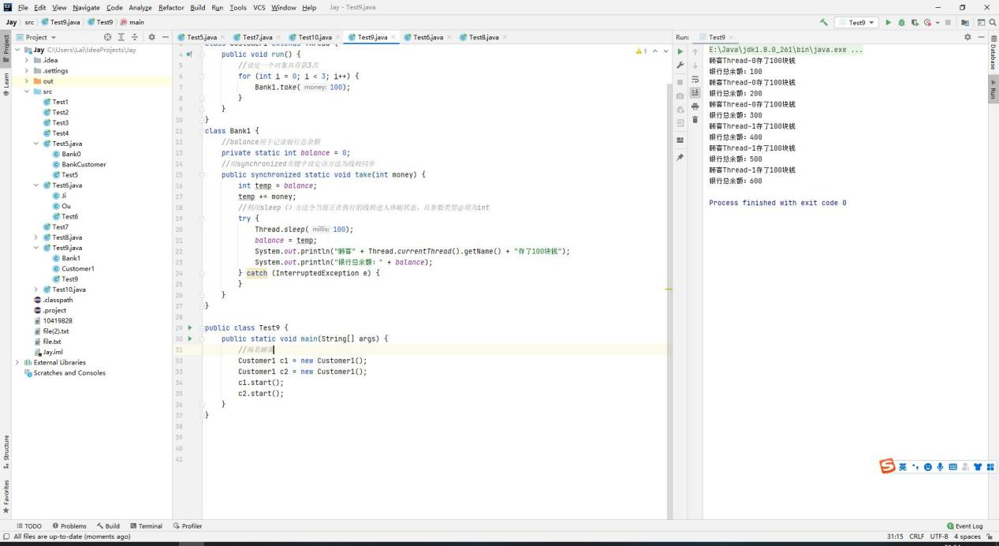 File Edit View Navigate Code Analyze Refactor Build Run Tools VCS Window Help Jay - Test9.java
Jay src Test9.java Test9 main
Test9
Project
Jay C:\Users\Lai\IdeaProjects\Jay
.idea
.settings
out
src
Test1
Test2
Test3
Test4
Test5.java
Bank0
BankCustomer
Test5
Test6.java
Ji
Ou
Test6
Test7
Test8.java
Test9.java
Bank1
Customer1
Test9
Test10.java
.classpath
.project
10419828
file(2).txt
file.txt
Jay.iml
External Libraries
Scratches and Consoles
Project
Learn
Structure
Favorites
Test5.java Test7.java Test10.java Test9.java Test6.java Test8.java
1
4 public void run() {
5 //设定一个对象共存款3次
6 for (int i = 0; i < 3; i++) {
7 Bank1.take( money: 100);
8 }
9 }
10 }
11 class Bank1 {
12 //balance用于记录银行总余额
13 private static int balance = 0;
14 //用synchronized关键字设定该方法为线程同步
15 public synchronized static void take(int money) {
16 int temp = balance;
17 temp += money;
18 //利用sleep（）方法令当前正在执行的线程进入休眠状态，且参数类型必须为int
19 try {
20 Thread.sleep( millis: 100);
21 balance = temp;
22 System.out.println("顾客" + Thread.currentThread().getName() + "存了100块钱");
23 System.out.println("银行总余额：" + balance);
24 } catch (InterruptedException e) {
25 }
26 }
27 }
28
29 public class Test9 {
30 public static void main(String[] args) {
31 //两名顾客
32 Customer1 c1 = new Customer1();
33 Customer1 c2 = new Customer1();
34 c1.start();
35 c2.start();
36 }
37 }
38
39
40
41
Run: Test9
E:\Java\jdk1.8.0_261\bin\java.exe ...
顾客Thread-0存了100块钱
银行总余额：100
顾客Thread-0存了100块钱
银行总余额：200
顾客Thread-0存了100块钱
银行总余额：300
顾客Thread-1存了100块钱
银行总余额：400
顾客Thread-1存了100块钱
银行总余额：500
顾客Thread-1存了100块钱
银行总余额：600
Process finished with exit code 0
Database
Run
S 英
TODO Problems Build Terminal Profiler Event Log
All files are up-to-date (moments ago) 31:15 CRLF UTF-8 4 spaces